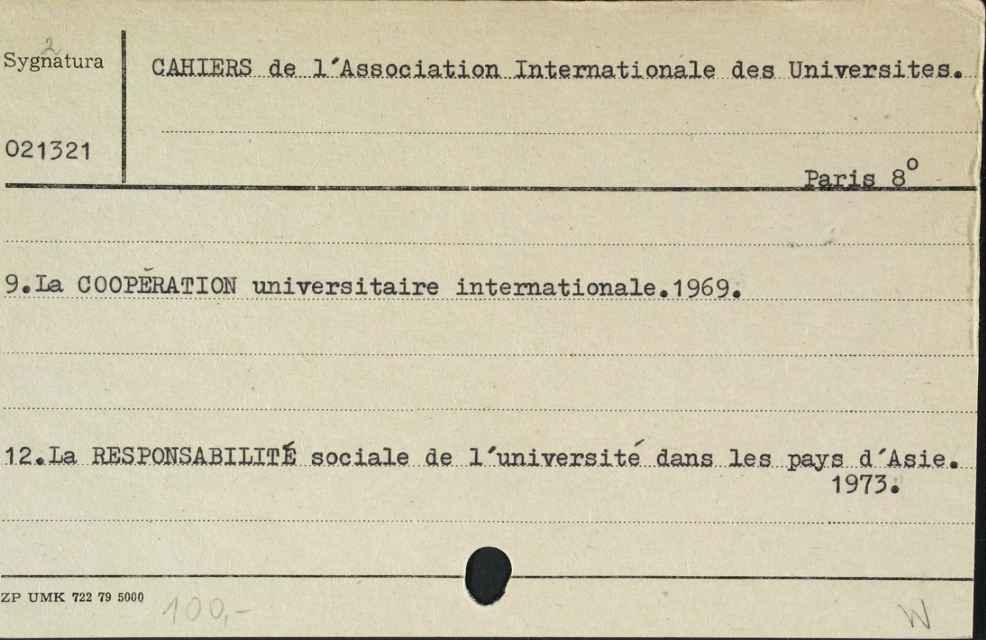 2
Sygnatura
CAHIERS de l'Association Internationale des Universites.
021321
Paris 8°
9.La COOPÉRATION universitaire internationale.1969.
12.La RESPONSABILITÉ sociale de l'université dans les pays d'Asie.
1973.
ZP UMK 722 79 5000
100,-
W